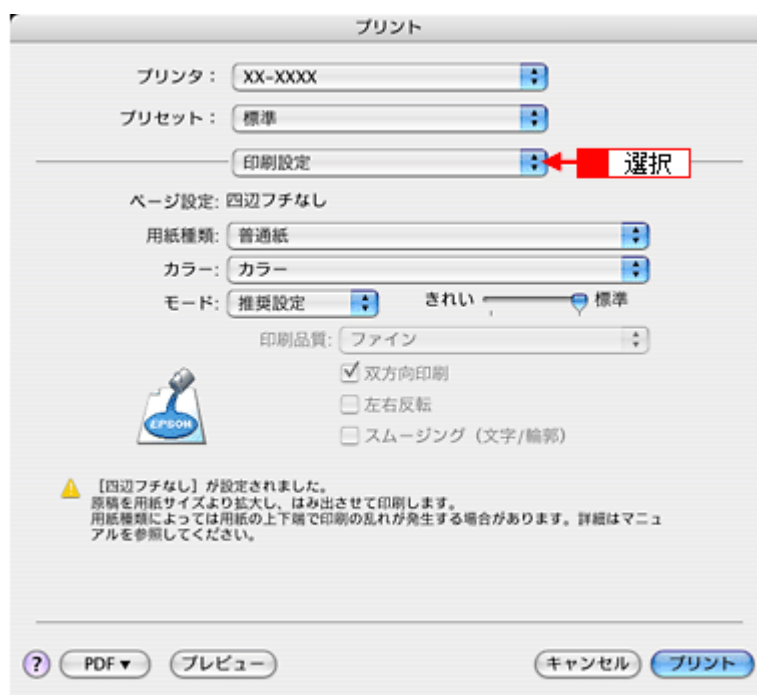 プリント
プリンタ： XX-XXXX
プリセット： 標準
印刷設定 選択
ページ設定: 四辺フチなし
用紙種類: 普通紙
カラー: カラー
モード: 推奨設定 きれい 標準
印刷品質: ファイン
双方向印刷
左右反転
スムージング（文字/輪郭）
EPSON
［四辺フチなし］が設定されました。
原稿を用紙サイズより拡大し、はみ出させて印刷します。
用紙種類によっては用紙の上下端で印刷の乱れが発生する場合があります。詳細はマニュ
アルを参照してください。
? PDF▼ プレビュー キャンセル プリント